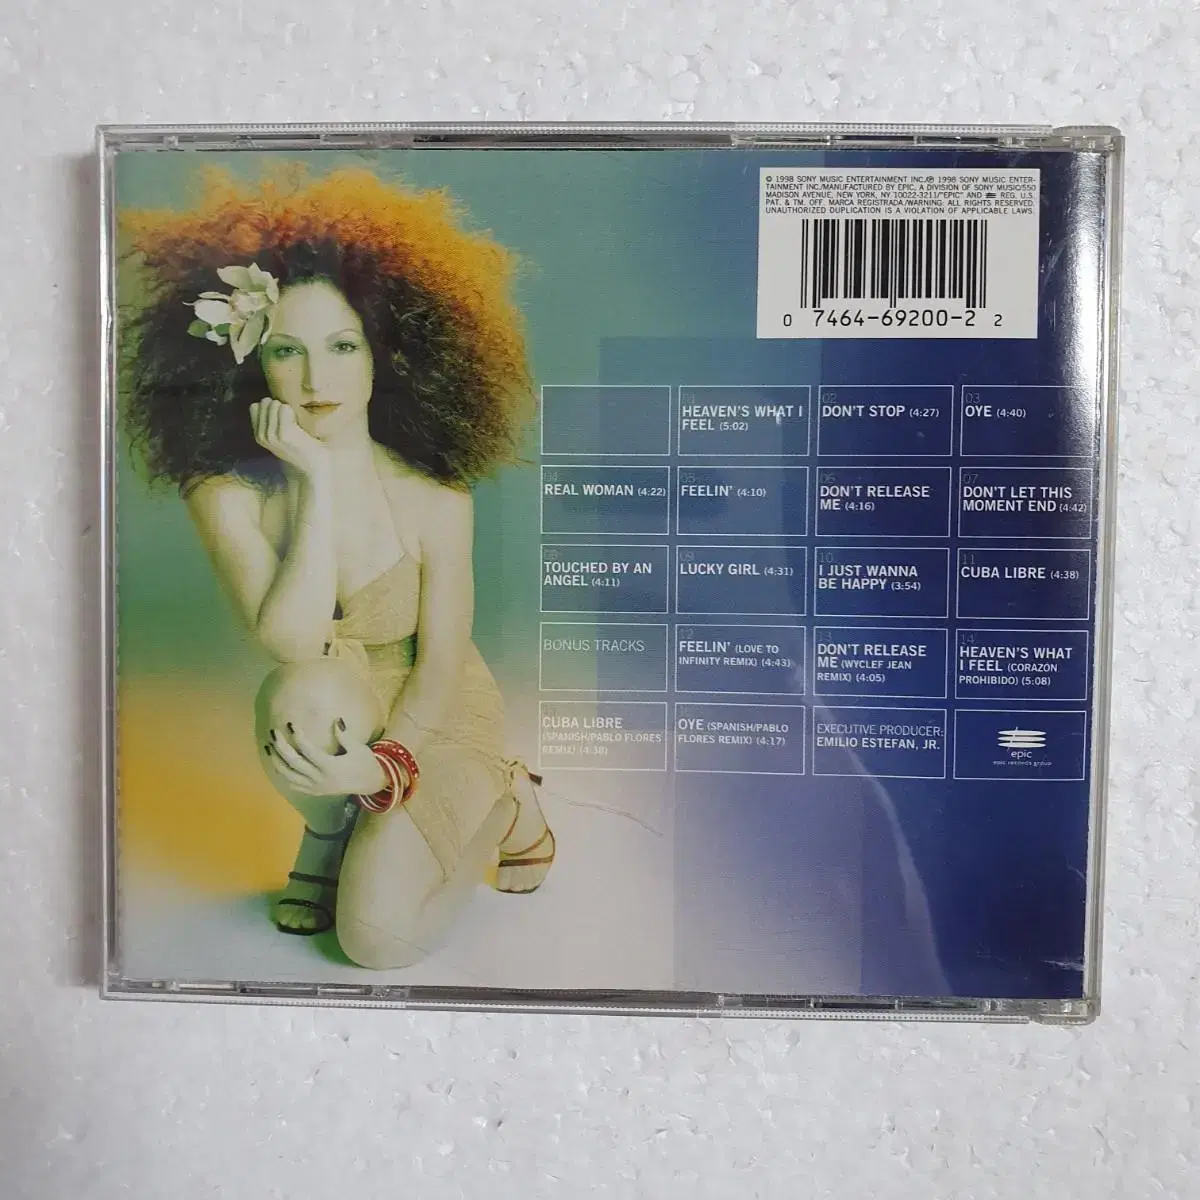 © 1998 SONY MUSIC ENTERTAINMENT INC./℗ 1998 SONY MUSIC ENTER-
TAINMENT INC./MANUFACTURED BY EPIC, A DIVISION OF SONY MUSIC/550
MADISON AVENUE, NEW YORK, NY 10022-3211/"EPIC" AND REG. U.S.
PAT. & TM. OFF. MARCA REGISTRADA./WARNING: ALL RIGHTS RESERVED.
UNAUTHORIZED DUPLICATION IS A VIOLATION OF APPLICABLE LAWS.
0 7464-69200-2 2
01
HEAVEN'S WHAT I
FEEL (5:02)
02
DON'T STOP (4:27)
03
OYE (4:40)
04
REAL WOMAN (4:22)
05
FEELIN' (4:10)
06
DON'T RELEASE
ME (4:16)
07
DON'T LET THIS
MOMENT END (4:42)
08
TOUCHED BY AN
ANGEL (4:11)
09
LUCKY GIRL (4:31)
10
I JUST WANNA
BE HAPPY (3:54)
11
CUBA LIBRE (4:38)
BONUS TRACKS
12
FEELIN' (LOVE TO
INFINITY REMIX) (4:43)
13
DON'T RELEASE
ME (WYCLEF JEAN
REMIX) (4:05)
14
HEAVEN'S WHAT
I FEEL (CORAZON
PROHIBIDO) (5:08)
CUBA LIBRE
(SPANISH/PABLO FLORES
REMIX) (4:38)
OYE (SPANISH/PABLO
FLORES REMIX) (4:17)
EXECUTIVE PRODUCER:
EMILIO ESTEFAN, JR.
epic
epic records group